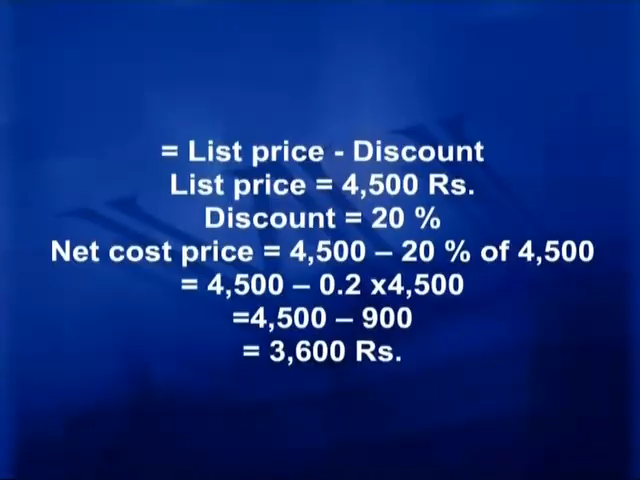 = List price - Discount
List price = 4,500 Rs.
Discount = 20 %
Net cost price = 4,500 – 20 % of 4,500
= 4,500 – 0.2 x4,500
=4,500 – 900
= 3,600 Rs.